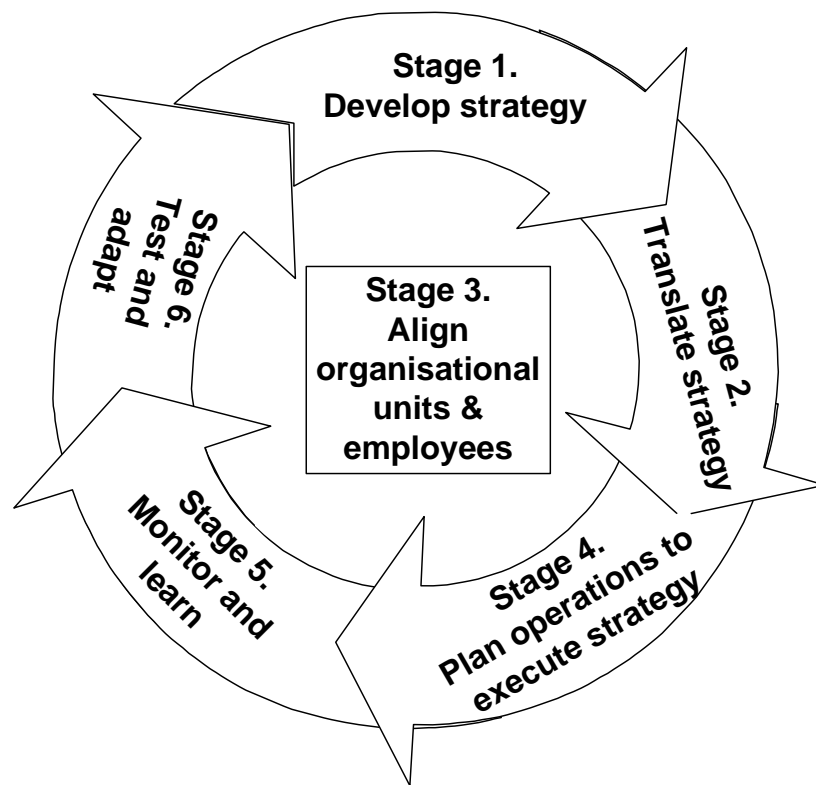 Stage 1.
Develop strategy
Stage 2.
Translate strategy
Stage 3.
Align
organisational
units &
employees
Stage 4.
Plan operations to
execute strategy
Stage 5.
Monitor and
learn
Stage 6.
Test and
adapt